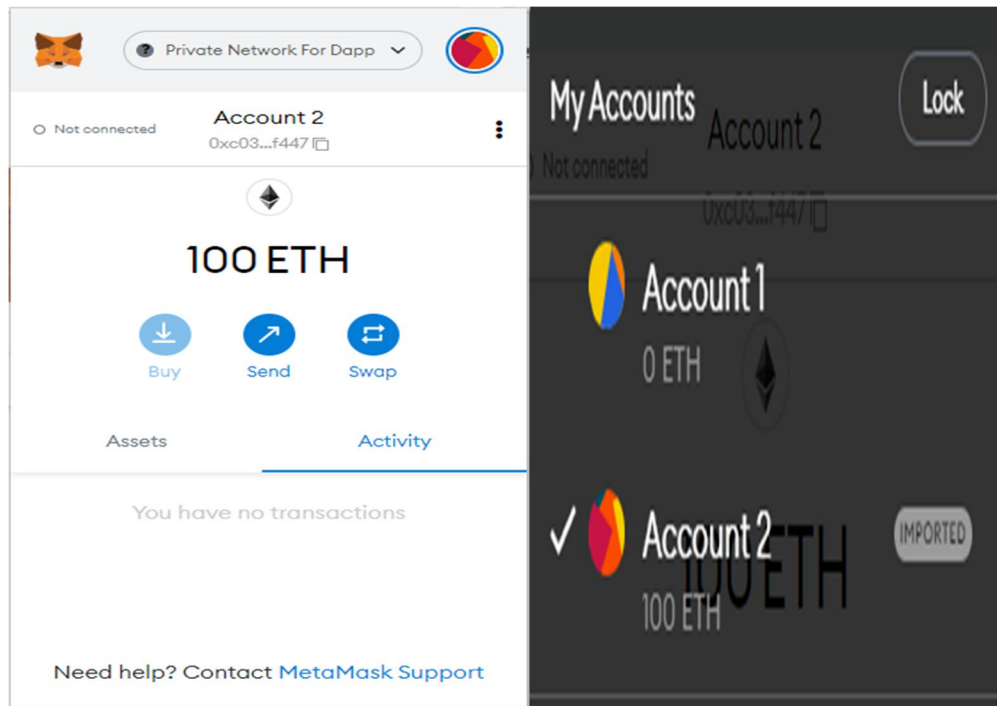 Private Network For Dapp
Not connected
Account 2
0xc03...f447
100 ETH
Buy
Send
Swap
Assets
Activity
You have no transactions
Need help? Contact MetaMask Support
My Accounts
Lock
Account 2
Not connected
0xc03...f447
Account 1
0 ETH
Account 2
IMPORTED
100 ETH
100 ETH